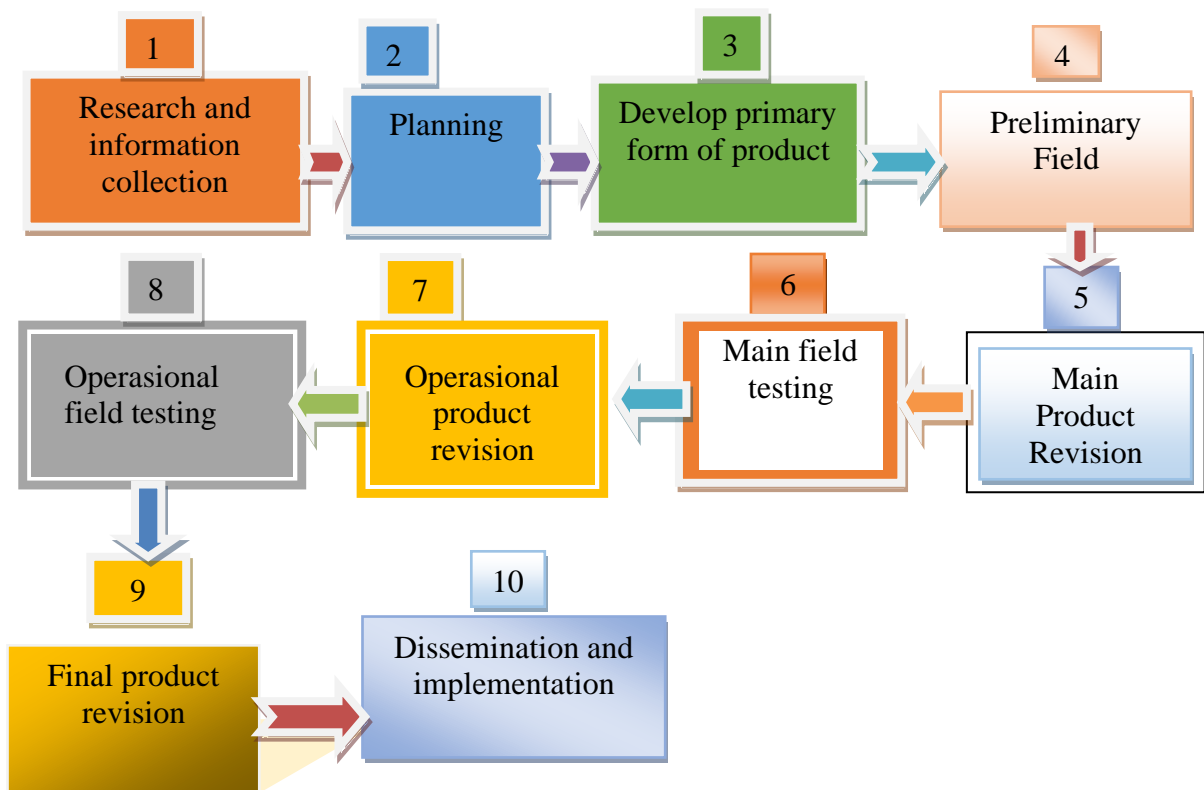 1
Research and
information
collection
2
Planning
3
Develop primary
form of product
4
Preliminary
Field
5
Main
Product
Revision
6
Main field
testing
7
Operasional
product
revision
8
Operasional
field testing
9
Final product
revision
10
Dissemination and
implementation